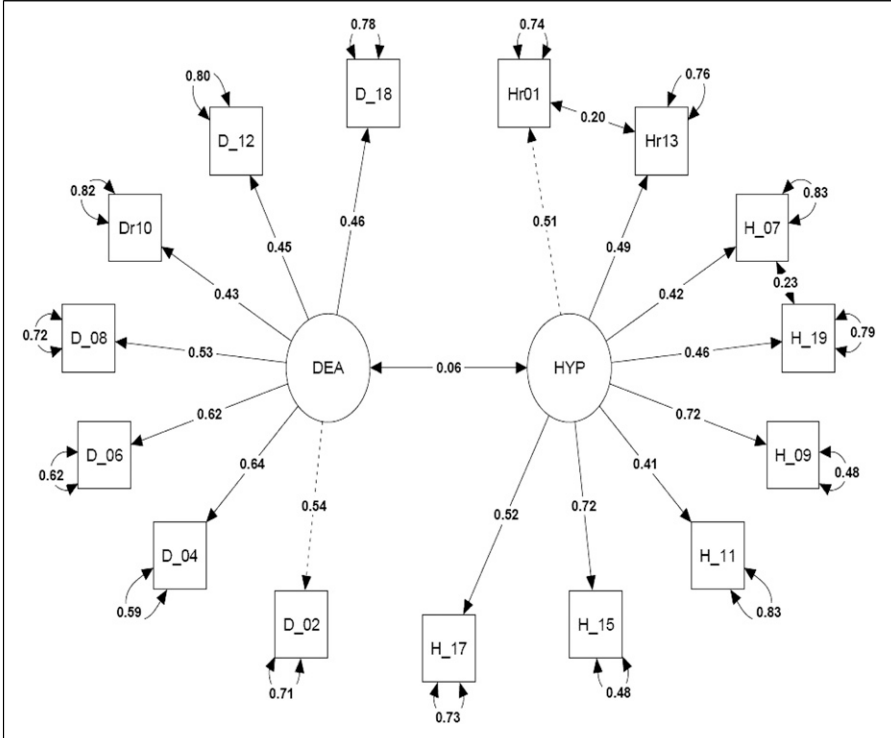 0.78
0.74
0.80
D_18
Hr01
0.76
D_12
0.20
Hr13
0.82
Dr10
0.46
0.51
0.83
H_07
0.45
0.49
0.43
0.42
0.23
0.72
D_08
0.53
DEA
0.06
HYP
0.46
H_19
0.79
0.62
0.72
D_06
0.62
0.64
0.41
H_09
0.48
0.54
0.52
0.72
D_04
H_11
0.59
0.83
D_02
H_17
H_15
0.71
0.48
0.73